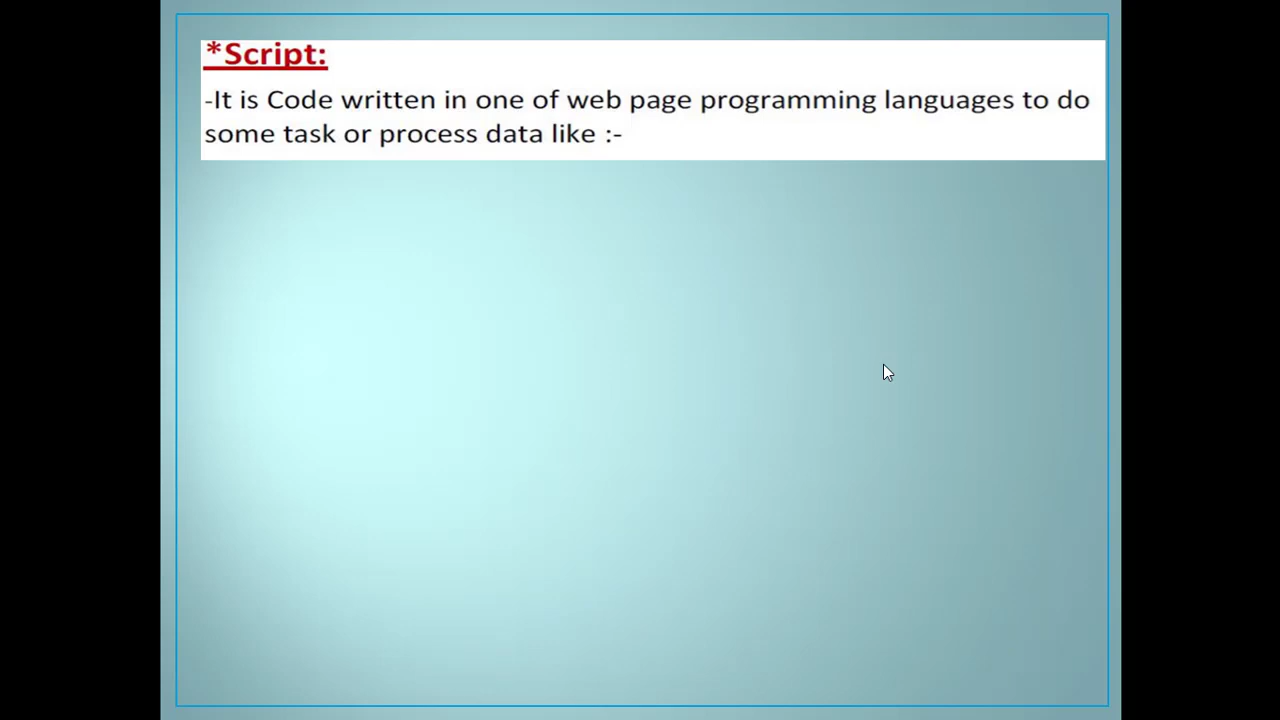 *Script:
-It is Code written in one of web page programming languages to do
some task or process data like :-